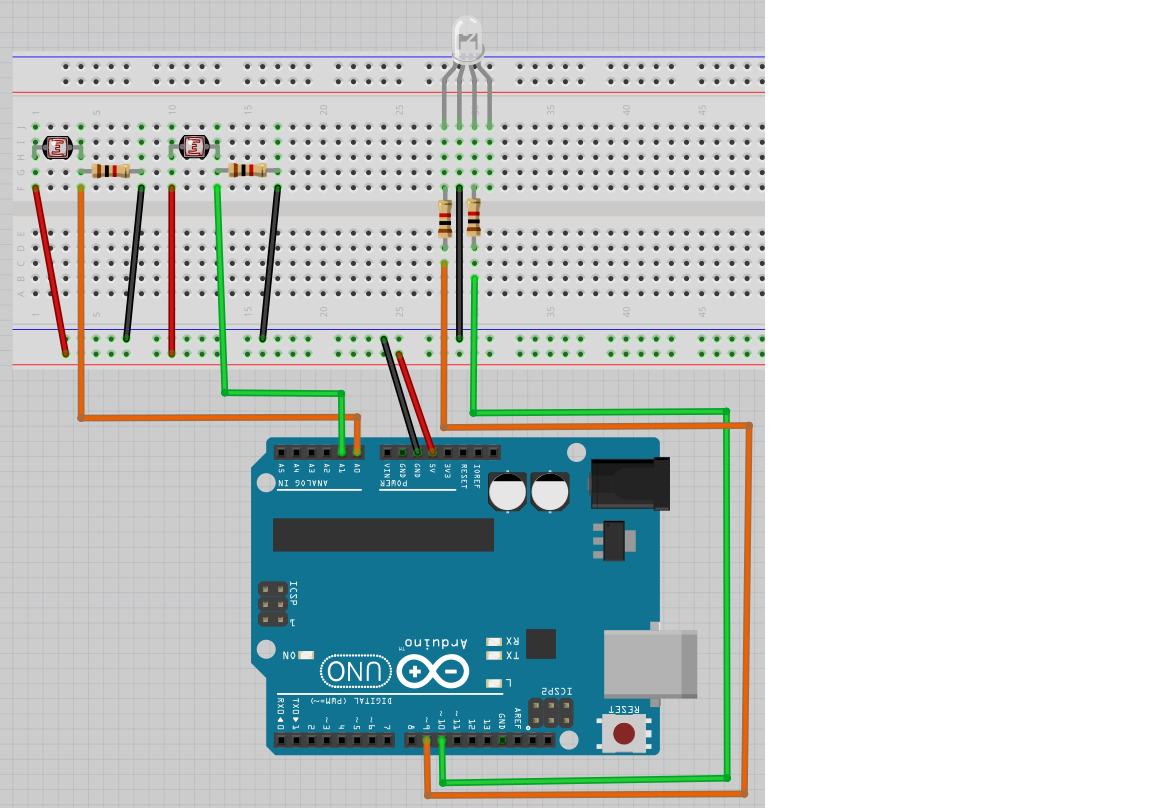 1 5 10 15 20 25 35 40 45
J
I
H
G
F
E
D
C
B
A
1 5 15 20 25 35 40 45
A5 A4 A3 A2 A1 A0 VIN GND GND 5V 3V3 RESET IOREF
ANALOG IN POWER
ICSP
1
Arduino
TM
RX
ON UNO TX
L
ICSP2
DIGITAL (PWM=~)
RESET
RXD◄0 TXD►1 2 ~3 4 ~5 ~6 7 8 ~9 ~10 ~11 12 13 GND AREF